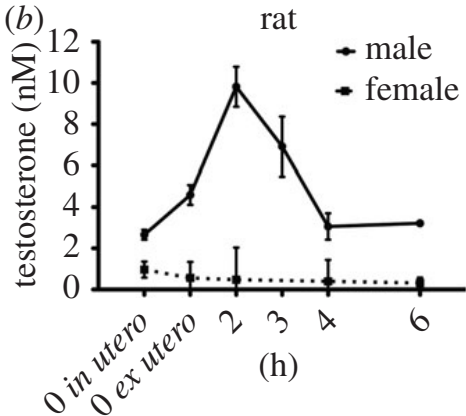 (b) rat
testosterone (nM)
12
10
8
6
4
2
0
male
female
0 in utero
0 ex utero
2
3
4
6
(h)